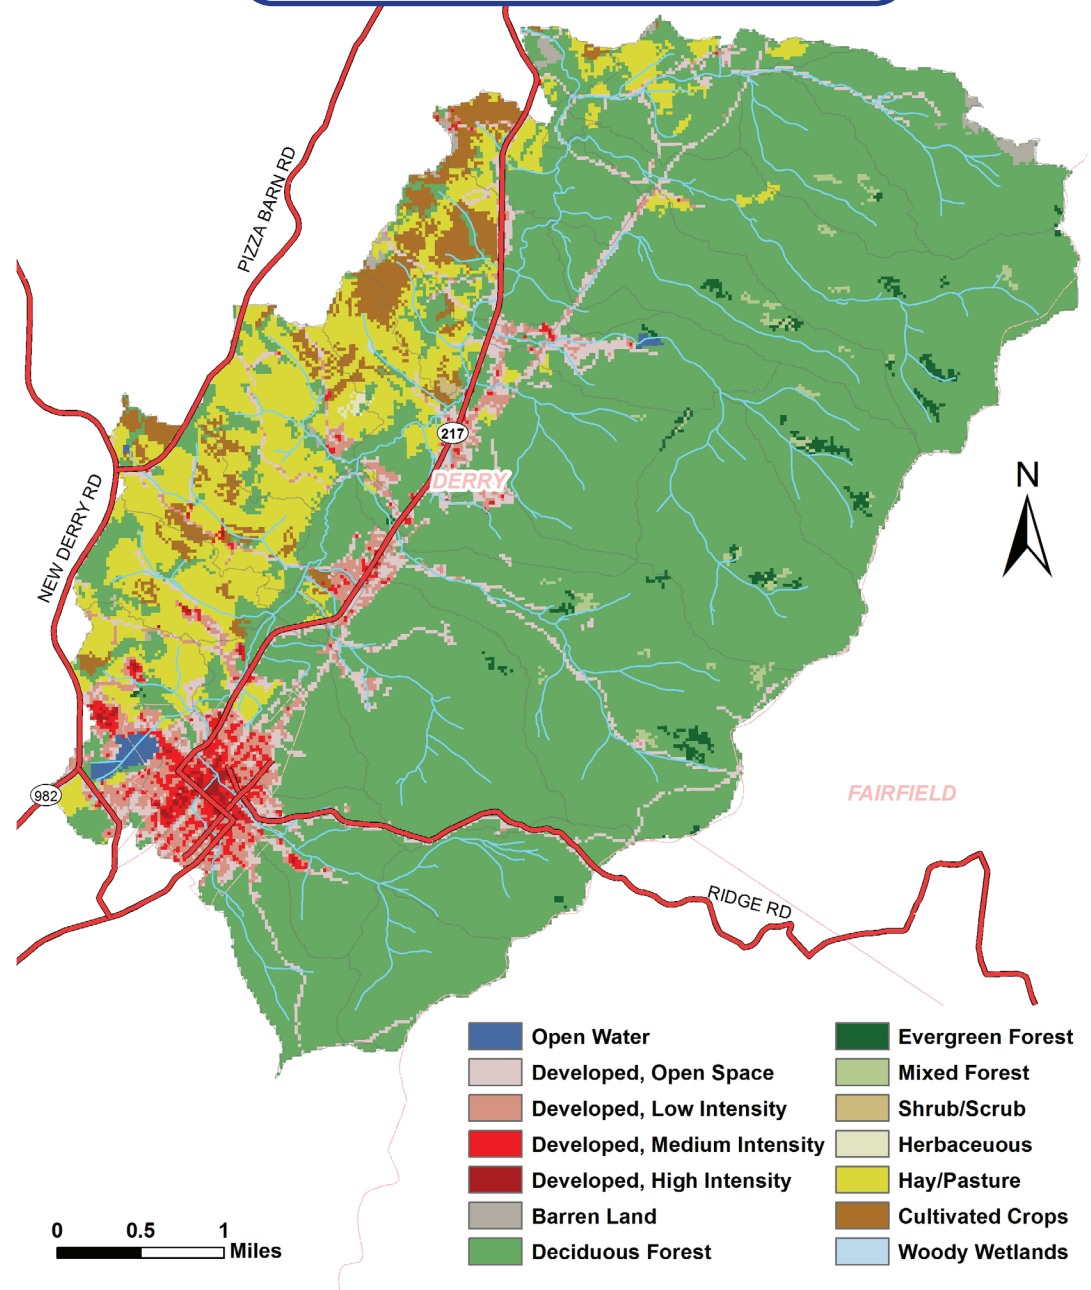 PIZZA BARN RD
217
DERRY
NEW DERRY RD
N
982
FAIRFIELD
RIDGE RD
Open Water
Developed, Open Space
Developed, Low Intensity
Developed, Medium Intensity
Developed, High Intensity
Barren Land
Deciduous Forest
Evergreen Forest
Mixed Forest
Shrub/Scrub
Herbaceuous
Hay/Pasture
Cultivated Crops
Woody Wetlands
0 0.5 1
Miles